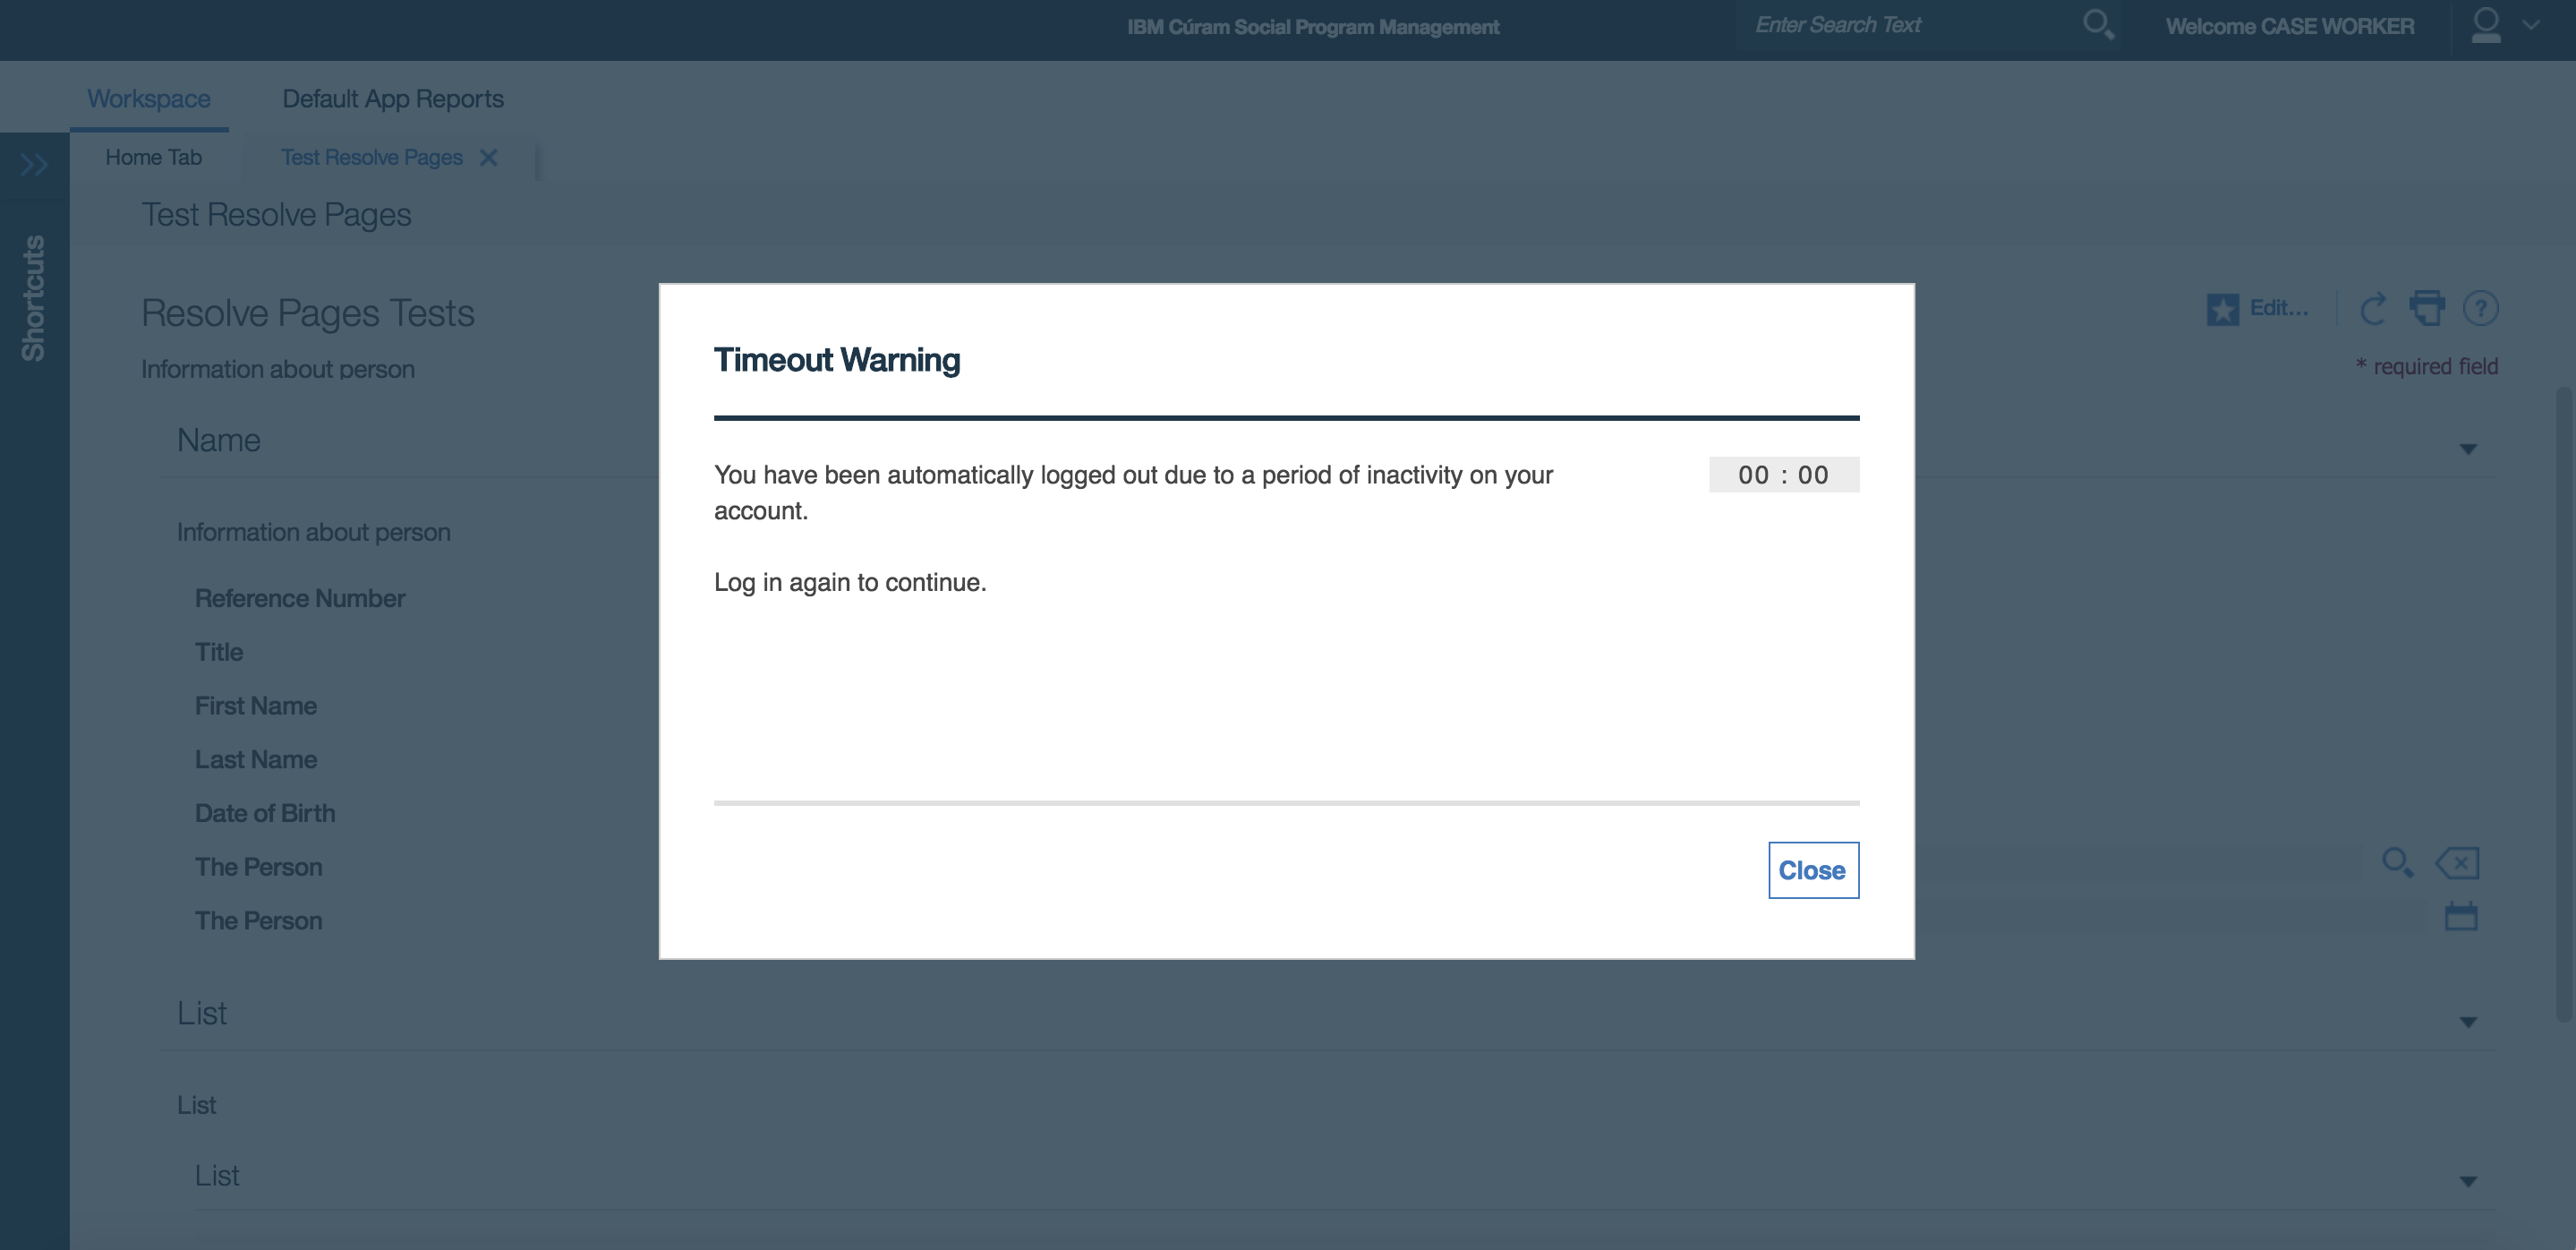 IBM Cúram Social Program Management
Enter Search Text
Welcome CASE WORKER
Workspace
Default App Reports
Home Tab
Test Resolve Pages
Shortcuts
Test Resolve Pages
Resolve Pages Tests
Edit...
?
Information about person
* required field
Name
Information about person
Reference Number
Title
First Name
Last Name
Date of Birth
The Person
The Person
List
List
List
Timeout Warning
You have been automatically logged out due to a period of inactivity on your
account.
00 : 00
Log in again to continue.
Close